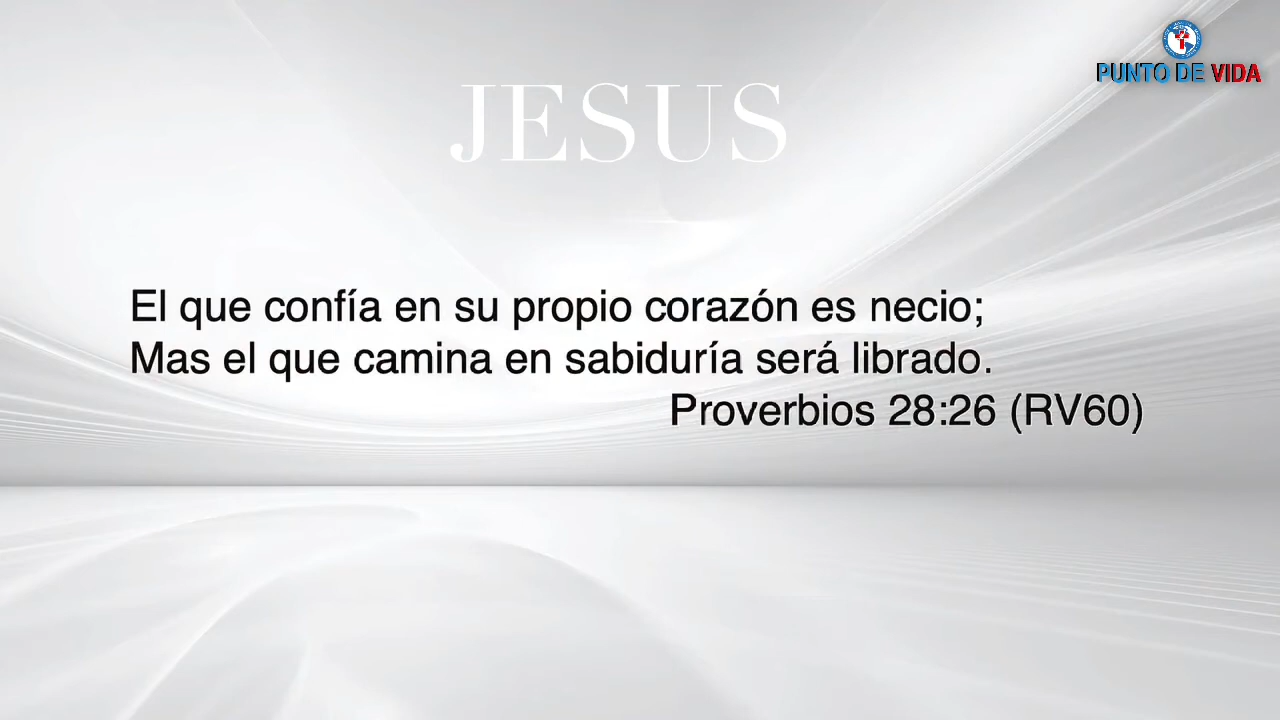 PUNTO DE VIDA
JESUS
El que confía en su propio corazón es necio;
Mas el que camina en sabiduría será librado.
Proverbios 28:26 (RV60)